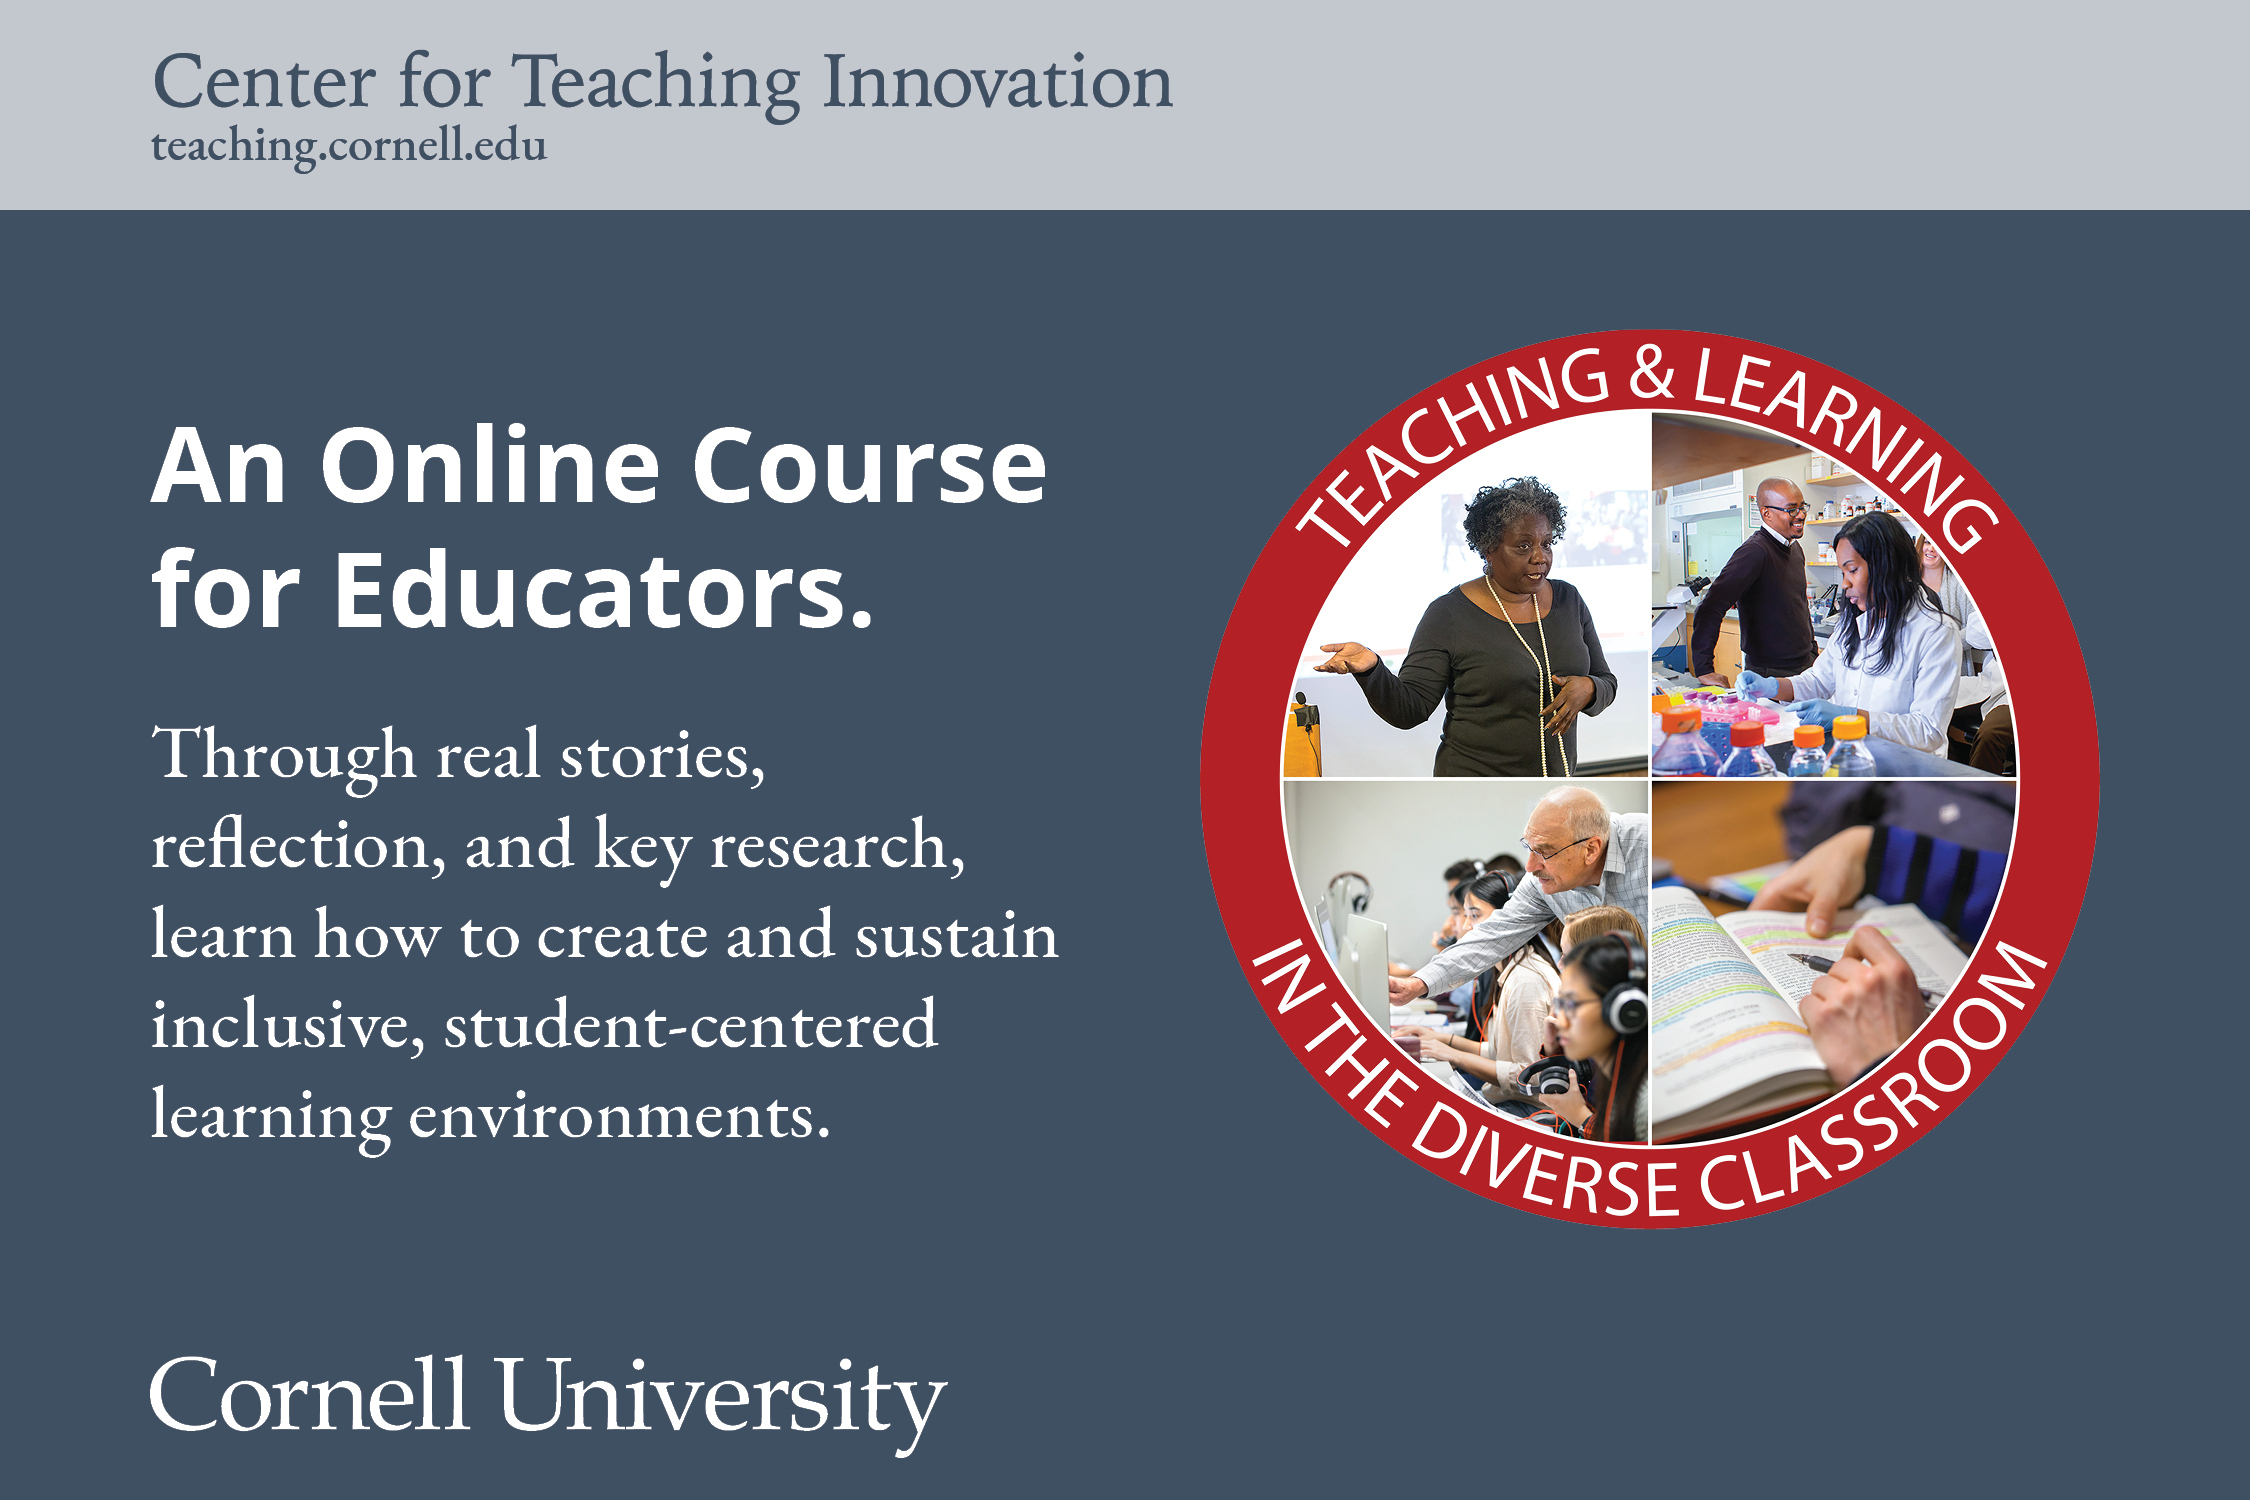 Center for Teaching Innovation
teaching.cornell.edu
An Online Course
for Educators.
Through real stories,
reflection, and key research,
learn how to create and sustain
inclusive, student-centered
learning environments.
TEACHING & LEARNING
IN THE DIVERSE CLASSROOM
Cornell University